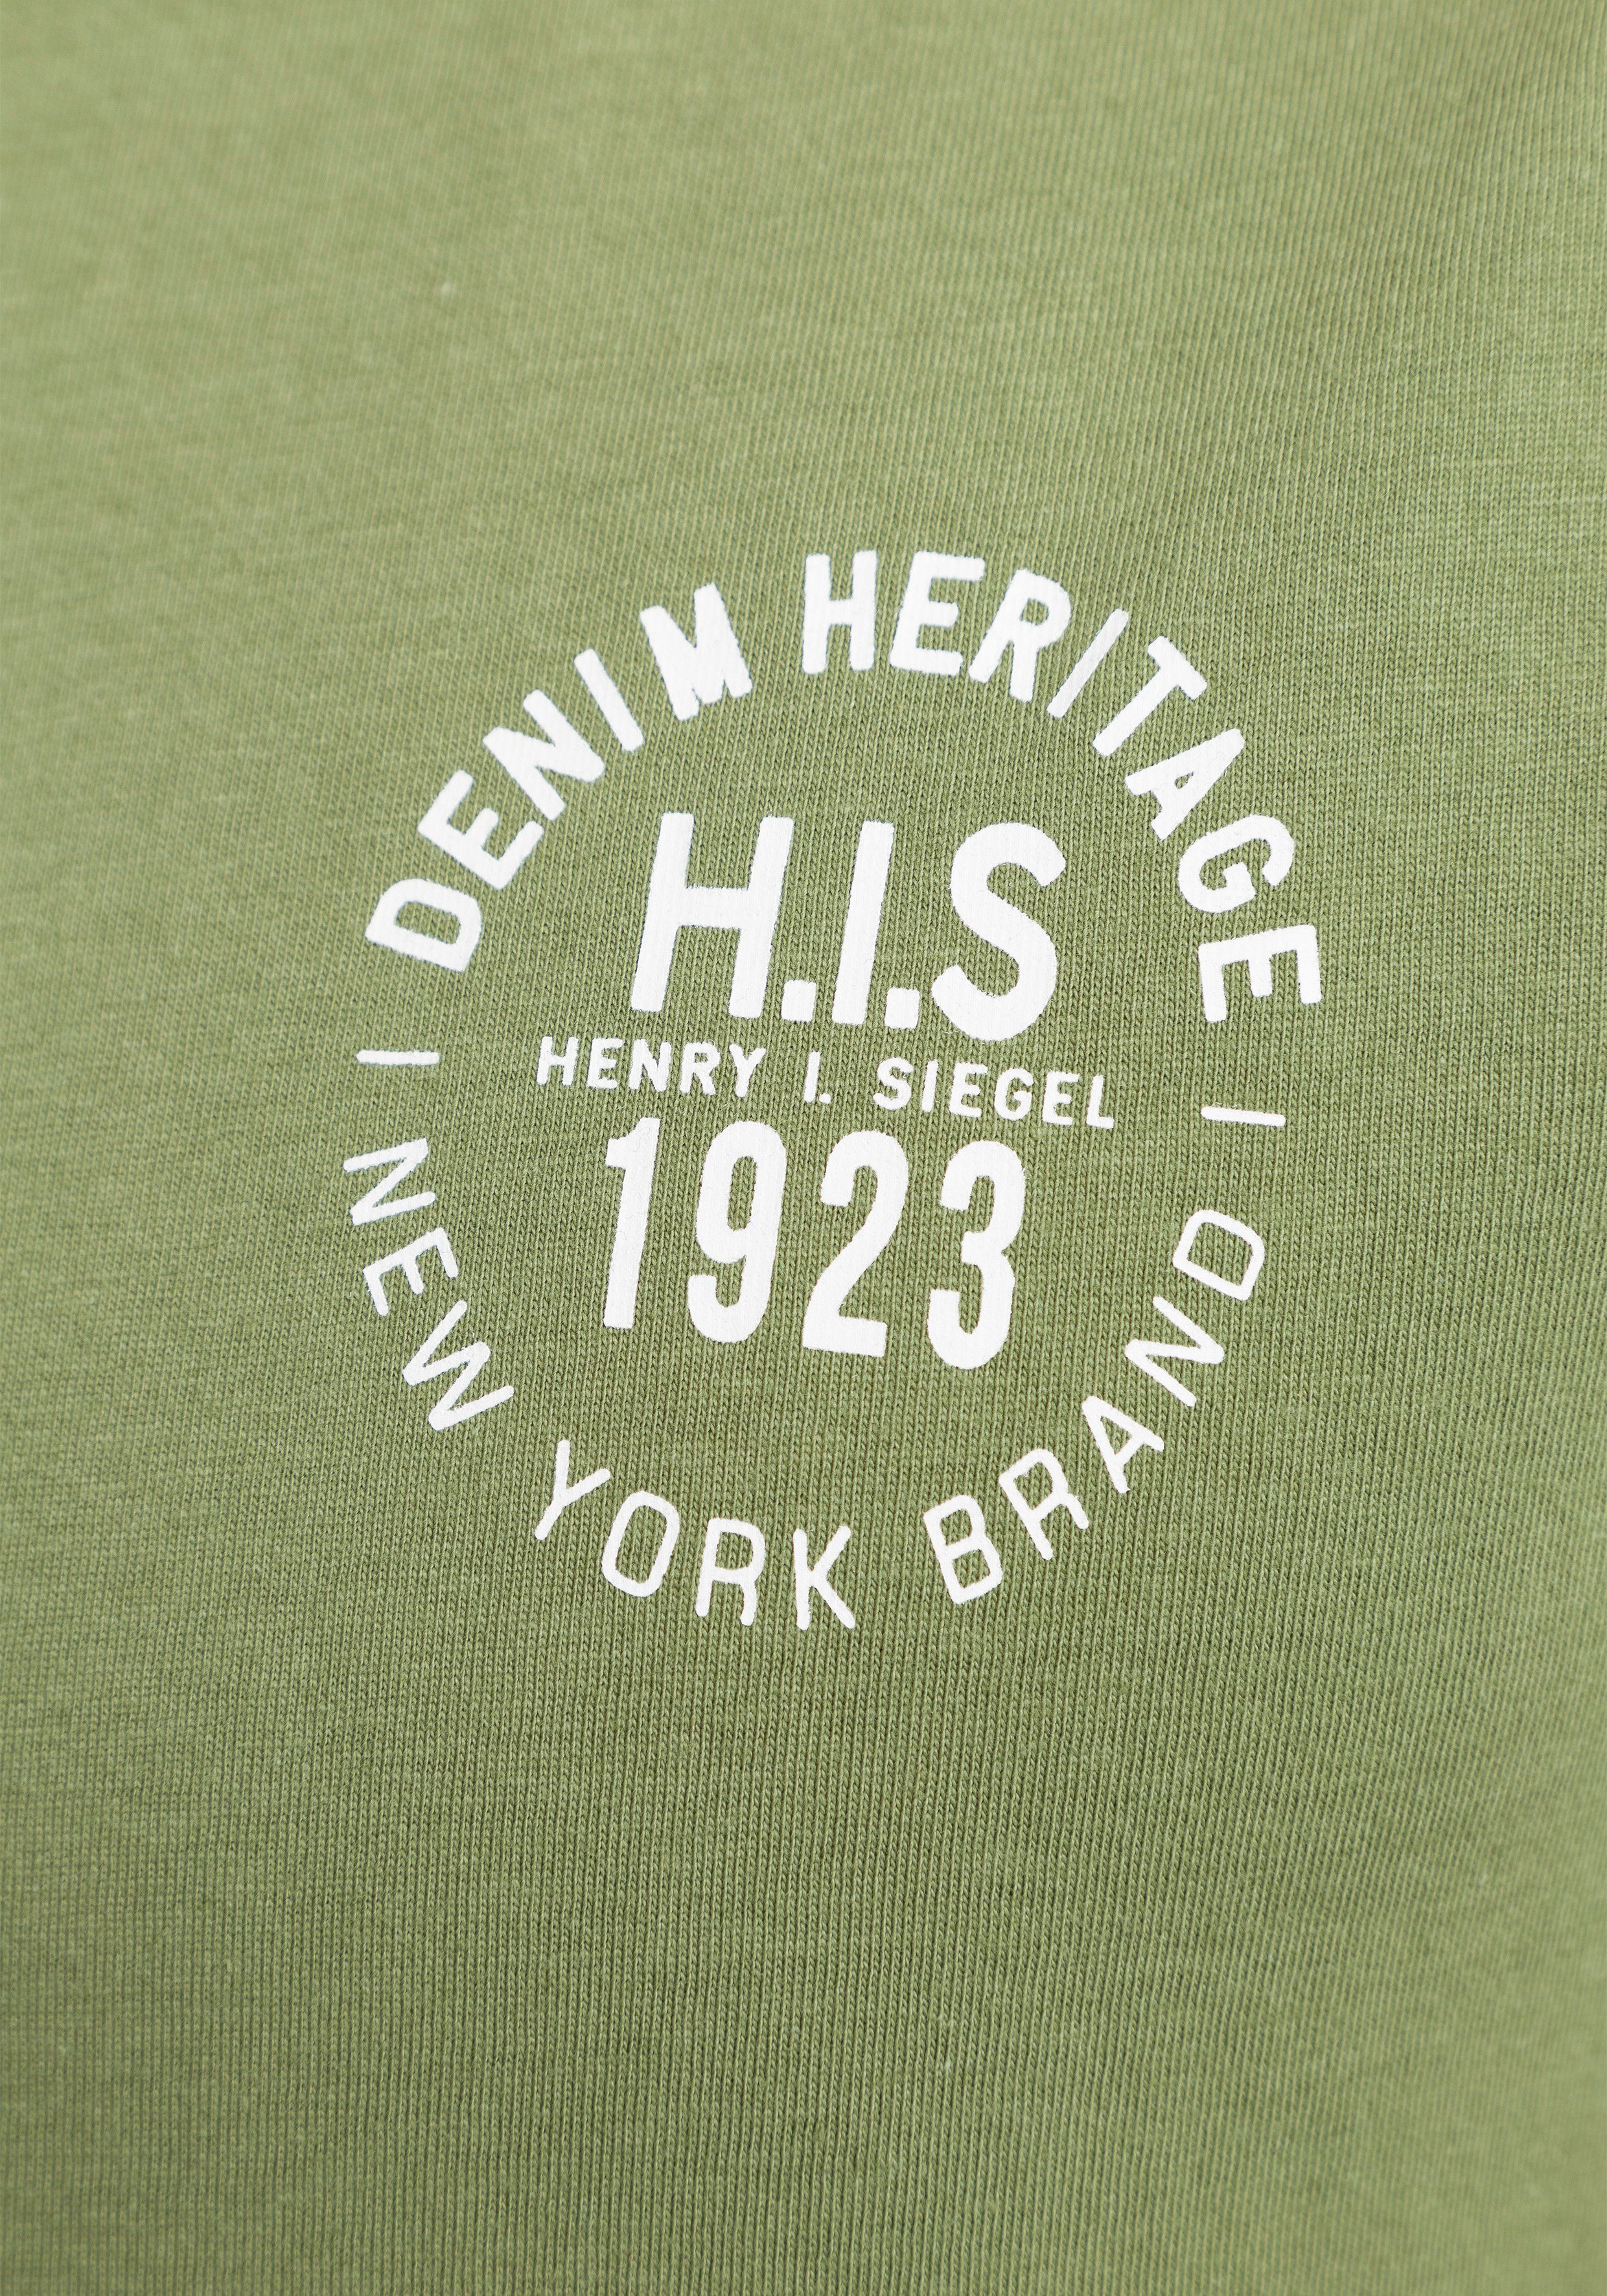 DENIM HERITAGE
H.I.S
HENRY I. SIEGEL
1923
NEW YORK BRAND